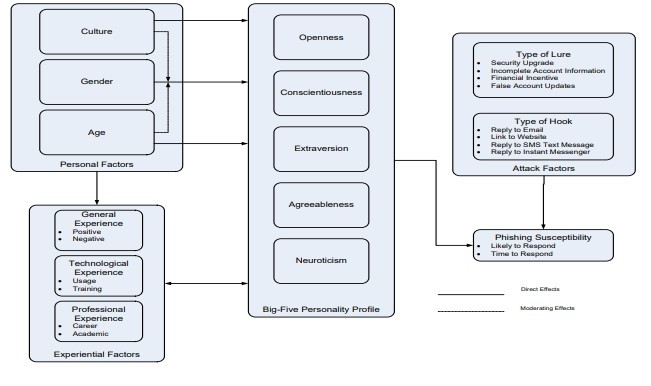 Culture
Gender
Age
Personal Factors
General
Experience
• Positive
• Negative
Technological
Experience
• Usage
• Training
Professional
Experience
• Career
• Academic
Experiential Factors
Openness
Conscientiousness
Extraversion
Agreeableness
Neuroticism
Big-Five Personality Profile
Type of Lure
• Security Upgrade
• Incomplete Account Information
• Financial Incentive
• False Account Updates
Type of Hook
• Reply to Email
• Link to Website
• Reply to SMS Text Message
• Reply to Instant Messenger
Attack Factors
Phishing Susceptibility
• Likely to Respond
• Time to Respond
Direct Effects
Moderating Effects